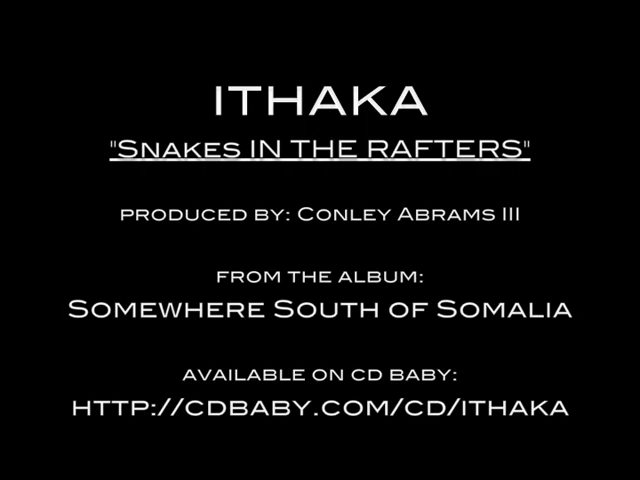 ITHAKA
"Snakes IN THE RAFTERS"
PRODUCED BY: Conley Abrams III
FROM THE ALBUM:
Somewhere South of Somalia
AVAILABLE ON CD BABY:
HTTP://CDBABY.COM/CD/ITHAKA